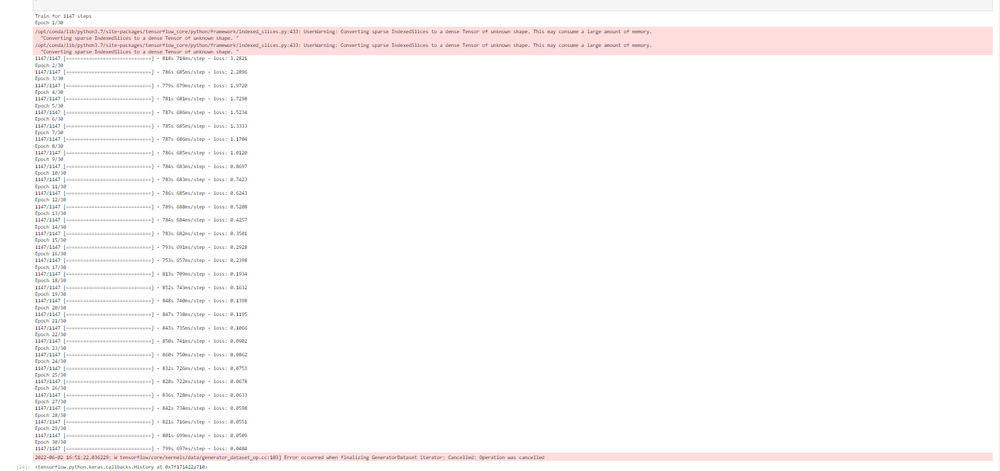 Train for 1147 steps
Epoch 1/30
/opt/conda/lib/python3.7/site-packages/tensorflow_core/python/framework/indexed_slices.py:433: UserWarning: Converting sparse IndexedSlices to a dense Tensor of unknown shape. This may consume a large amount of memory.
"Converting sparse IndexedSlices to a dense Tensor of unknown shape. "
/opt/conda/lib/python3.7/site-packages/tensorflow_core/python/framework/indexed_slices.py:433: UserWarning: Converting sparse IndexedSlices to a dense Tensor of unknown shape. This may consume a large amount of memory.
"Converting sparse IndexedSlices to a dense Tensor of unknown shape. "
1147/1147 [==============================] - 818s 714ms/step - loss: 3.2821
Epoch 2/30
1147/1147 [==============================] - 786s 685ms/step - loss: 2.2896
Epoch 3/30
1147/1147 [==============================] - 779s 679ms/step - loss: 1.9720
Epoch 4/30
1147/1147 [==============================] - 781s 681ms/step - loss: 1.7298
Epoch 5/30
1147/1147 [==============================] - 787s 686ms/step - loss: 1.5234
Epoch 6/30
1147/1147 [==============================] - 785s 685ms/step - loss: 1.3333
Epoch 7/30
1147/1147 [==============================] - 787s 686ms/step - loss: 1.1704
Epoch 8/30
1147/1147 [==============================] - 786s 685ms/step - loss: 1.0120
Epoch 9/30
1147/1147 [==============================] - 784s 683ms/step - loss: 0.8697
Epoch 10/30
1147/1147 [==============================] - 783s 683ms/step - loss: 0.7423
Epoch 11/30
1147/1147 [==============================] - 786s 685ms/step - loss: 0.6243
Epoch 12/30
1147/1147 [==============================] - 789s 688ms/step - loss: 0.5208
Epoch 13/30
1147/1147 [==============================] - 784s 684ms/step - loss: 0.4257
Epoch 14/30
1147/1147 [==============================] - 783s 682ms/step - loss: 0.3501
Epoch 15/30
1147/1147 [==============================] - 793s 691ms/step - loss: 0.2928
Epoch 16/30
1147/1147 [==============================] - 753s 657ms/step - loss: 0.2398
Epoch 17/30
1147/1147 [==============================] - 813s 709ms/step - loss: 0.1934
Epoch 18/30
1147/1147 [==============================] - 852s 743ms/step - loss: 0.1632
Epoch 19/30
1147/1147 [==============================] - 848s 740ms/step - loss: 0.1398
Epoch 20/30
1147/1147 [==============================] - 847s 738ms/step - loss: 0.1195
Epoch 21/30
1147/1147 [==============================] - 843s 735ms/step - loss: 0.1066
Epoch 22/30
1147/1147 [==============================] - 850s 741ms/step - loss: 0.0902
Epoch 23/30
1147/1147 [==============================] - 860s 750ms/step - loss: 0.0862
Epoch 24/30
1147/1147 [==============================] - 832s 726ms/step - loss: 0.0753
Epoch 25/30
1147/1147 [==============================] - 828s 722ms/step - loss: 0.0678
Epoch 26/30
1147/1147 [==============================] - 836s 728ms/step - loss: 0.0633
Epoch 27/30
1147/1147 [==============================] - 842s 734ms/step - loss: 0.0598
Epoch 28/30
1147/1147 [==============================] - 821s 716ms/step - loss: 0.0551
Epoch 29/30
1147/1147 [==============================] - 801s 699ms/step - loss: 0.0509
Epoch 30/30
1147/1147 [==============================] - 799s 697ms/step - loss: 0.0484
2022-06-02 16:51:22.036229: W tensorflow/core/kernels/data/generator_dataset_op.cc:103] Error occurred when finalizing GeneratorDataset iterator: Cancelled: Operation was cancelled
[24]: <tensorflow.python.keras.callbacks.History at 0x7f171422a710>